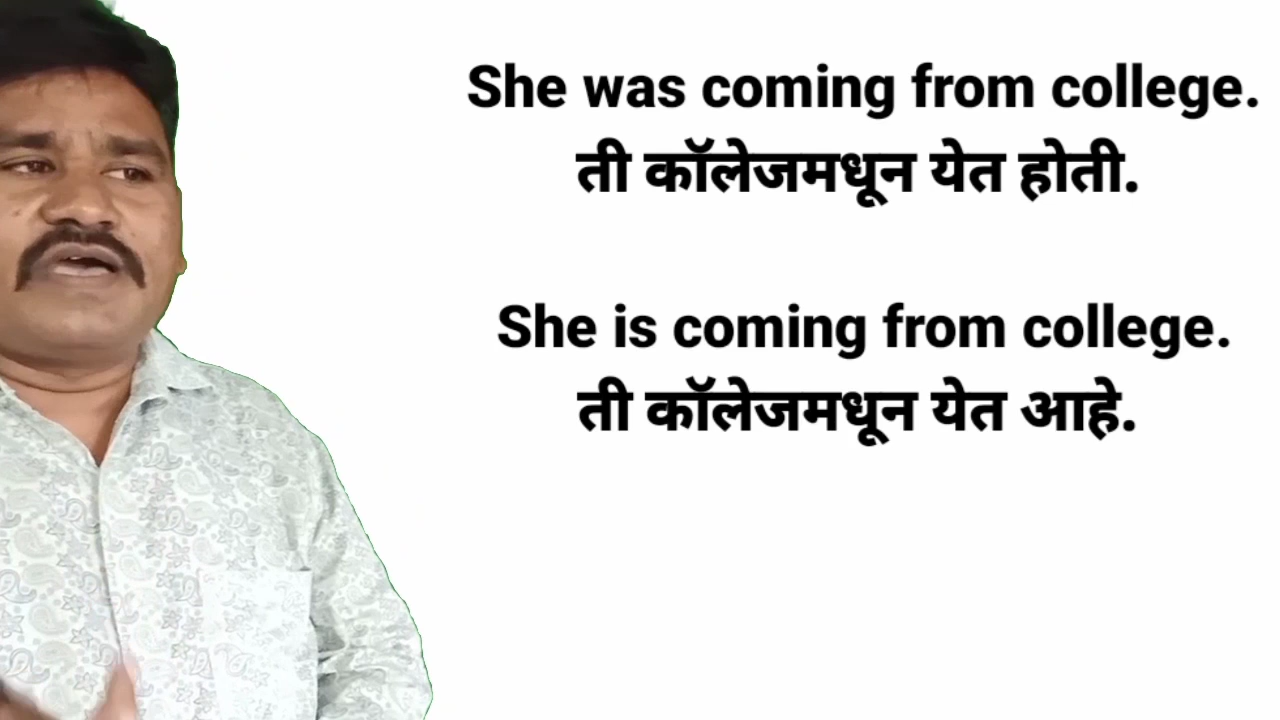 She was coming from college.
ती कॉलेजमधून येत होती.
She is coming from college.
ती कॉलेजमधून येत आहे.